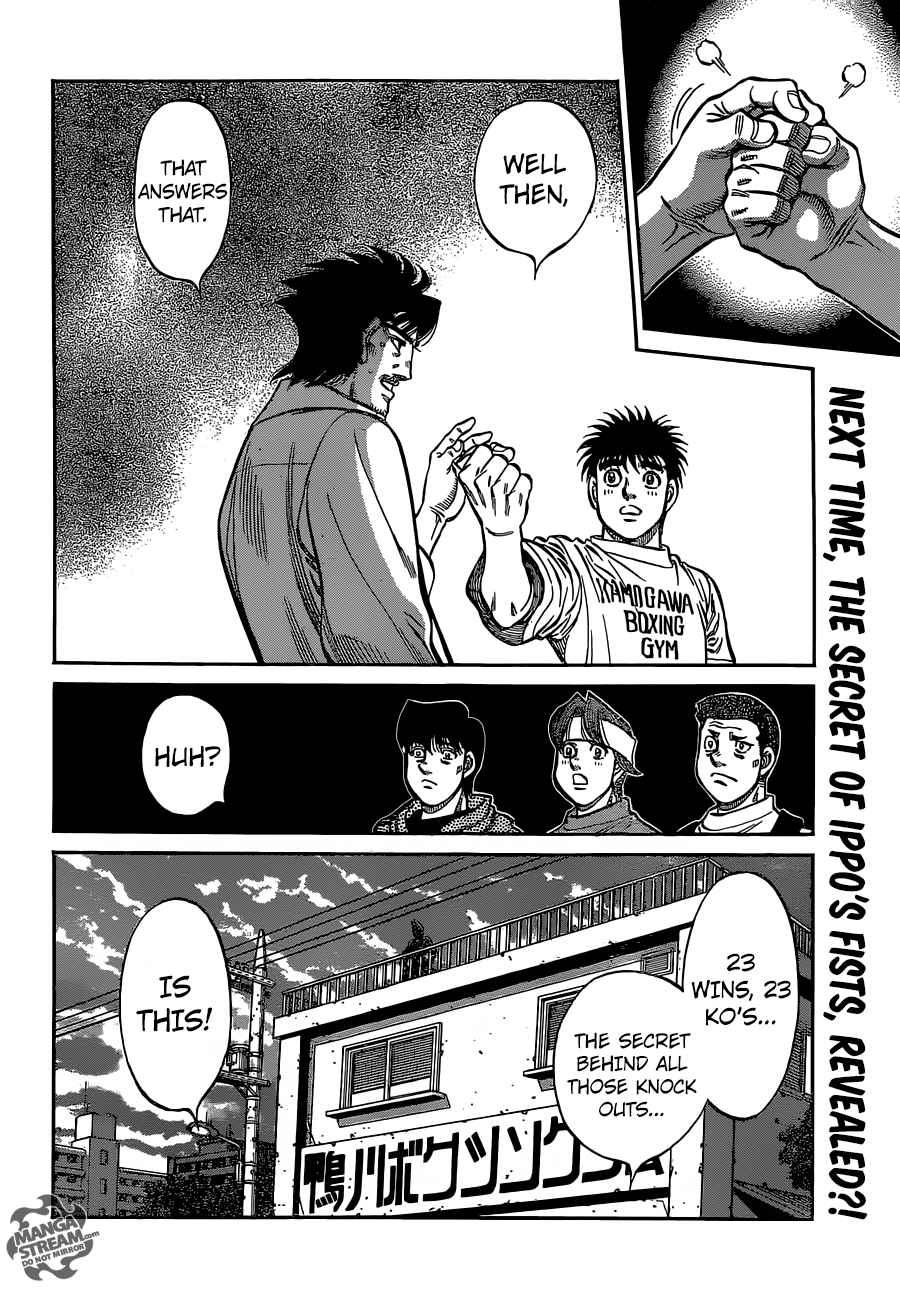 WELL
THEN,
THAT
ANSWERS
THAT.
KAMOGAWA
BOXING
GYM
HUH?
23
WINS, 23
KO'S...
THE SECRET
BEHIND ALL
THOSE KNOCK
OUTS...
IS
THIS!
鴨川ボクシングジム
NEXT TIME, THE SECRET OF IPPO'S FISTS, REVEALED?!
MANGA
STREAM.com
DO NOT MIRROR